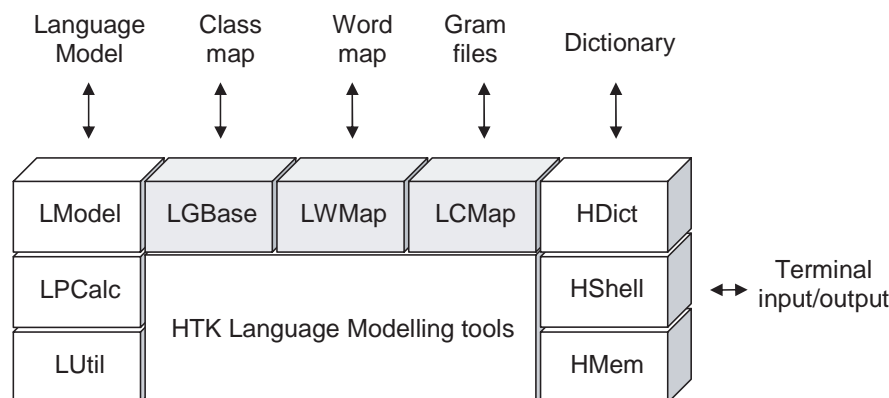 Language
Model
Class
map
Word
map
Gram
files
Dictionary
LModel
LGBase
LWMap
LCMap
HDict
LPCalc
HTK Language Modelling tools
HShell
Terminal
input/output
LUtil
HMem